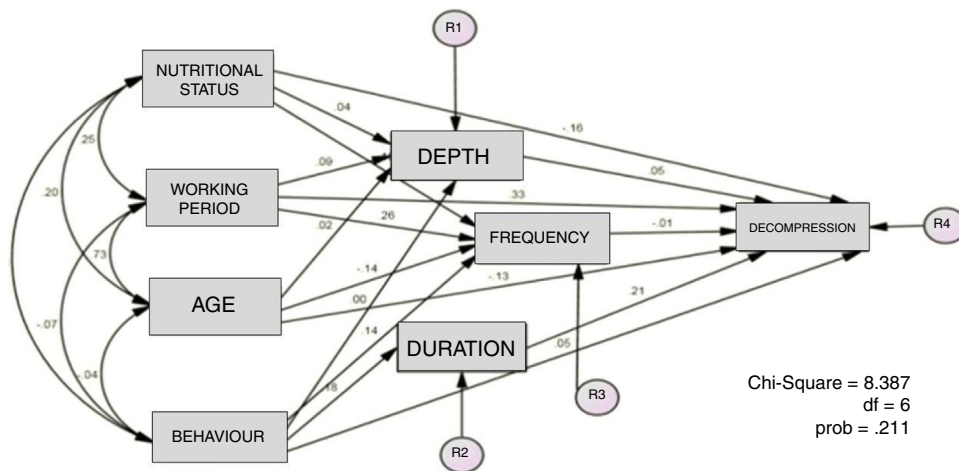 R1
NUTRITIONAL
STATUS
.04
-.16
.25
DEPTH
.09
.05
WORKING
PERIOD
.20
.33
.26
.02
FREQUENCY
-.01
DECOMPRESSION
R4
.73
-.14
-.13
AGE
.00
.21
-.07
.14
DURATION
.05
-.04
.18
R3
BEHAVIOUR
R2
Chi-Square = 8.387
df = 6
prob = .211